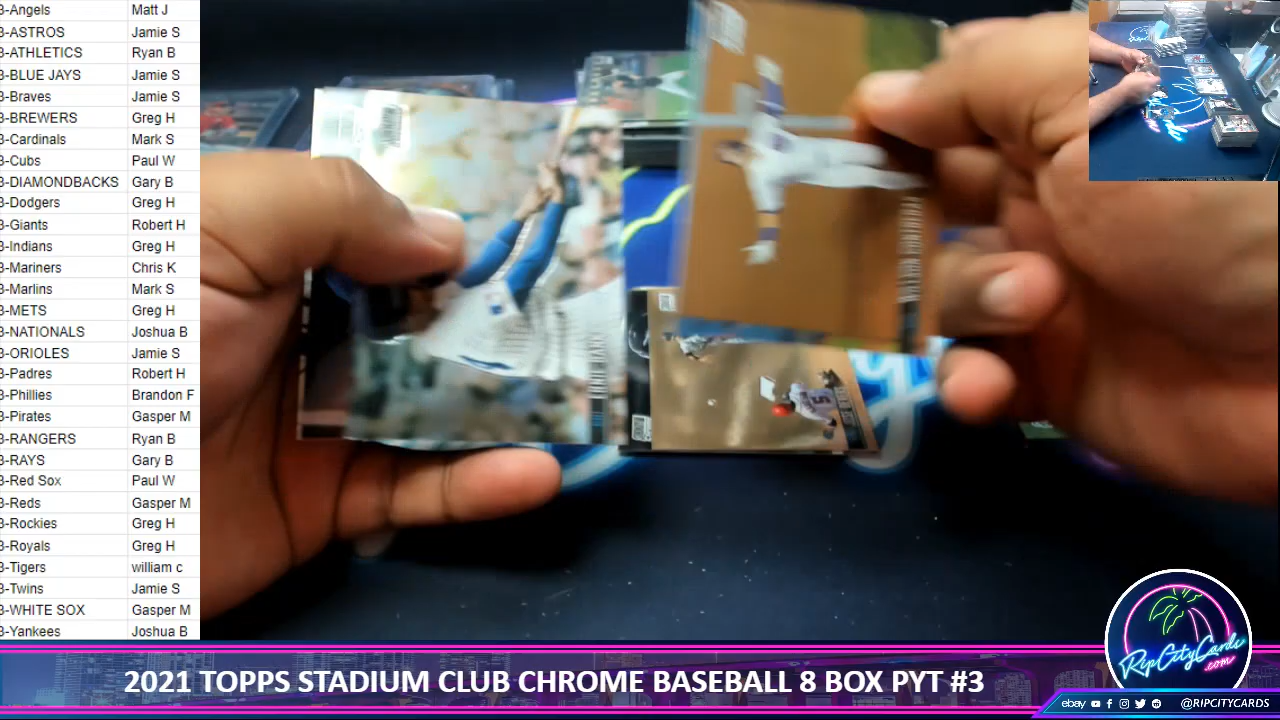 3-Angels Matt J
3-ASTROS Jamie S
3-ATHLETICS Ryan B
3-BLUE JAYS Jamie S
3-Braves Jamie S
3-BREWERS Greg H
3-Cardinals Mark S
3-Cubs Paul W
3-DIAMONDBACKS Gary B
3-Dodgers Greg H
3-Giants Robert H
3-Indians Greg H
3-Mariners Chris K
3-Marlins Mark S
3-METS Greg H
3-NATIONALS Joshua B
3-ORIOLES Jamie S
3-Padres Robert H
3-Phillies Brandon F
3-Pirates Gasper M
3-RANGERS Ryan B
3-RAYS Gary B
3-Red Sox Paul W
3-Reds Gasper M
3-Rockies Greg H
3-Royals Greg H
3-Tigers william c
3-Twins Jamie S
3-WHITE SOX Gasper M
3-Yankees Joshua B
2021 TOPPS STADIUM CLUB CHROME BASEBALL 8 BOX PYT #3
RipCityCards
.com
ebay @RIPCITYCARDS